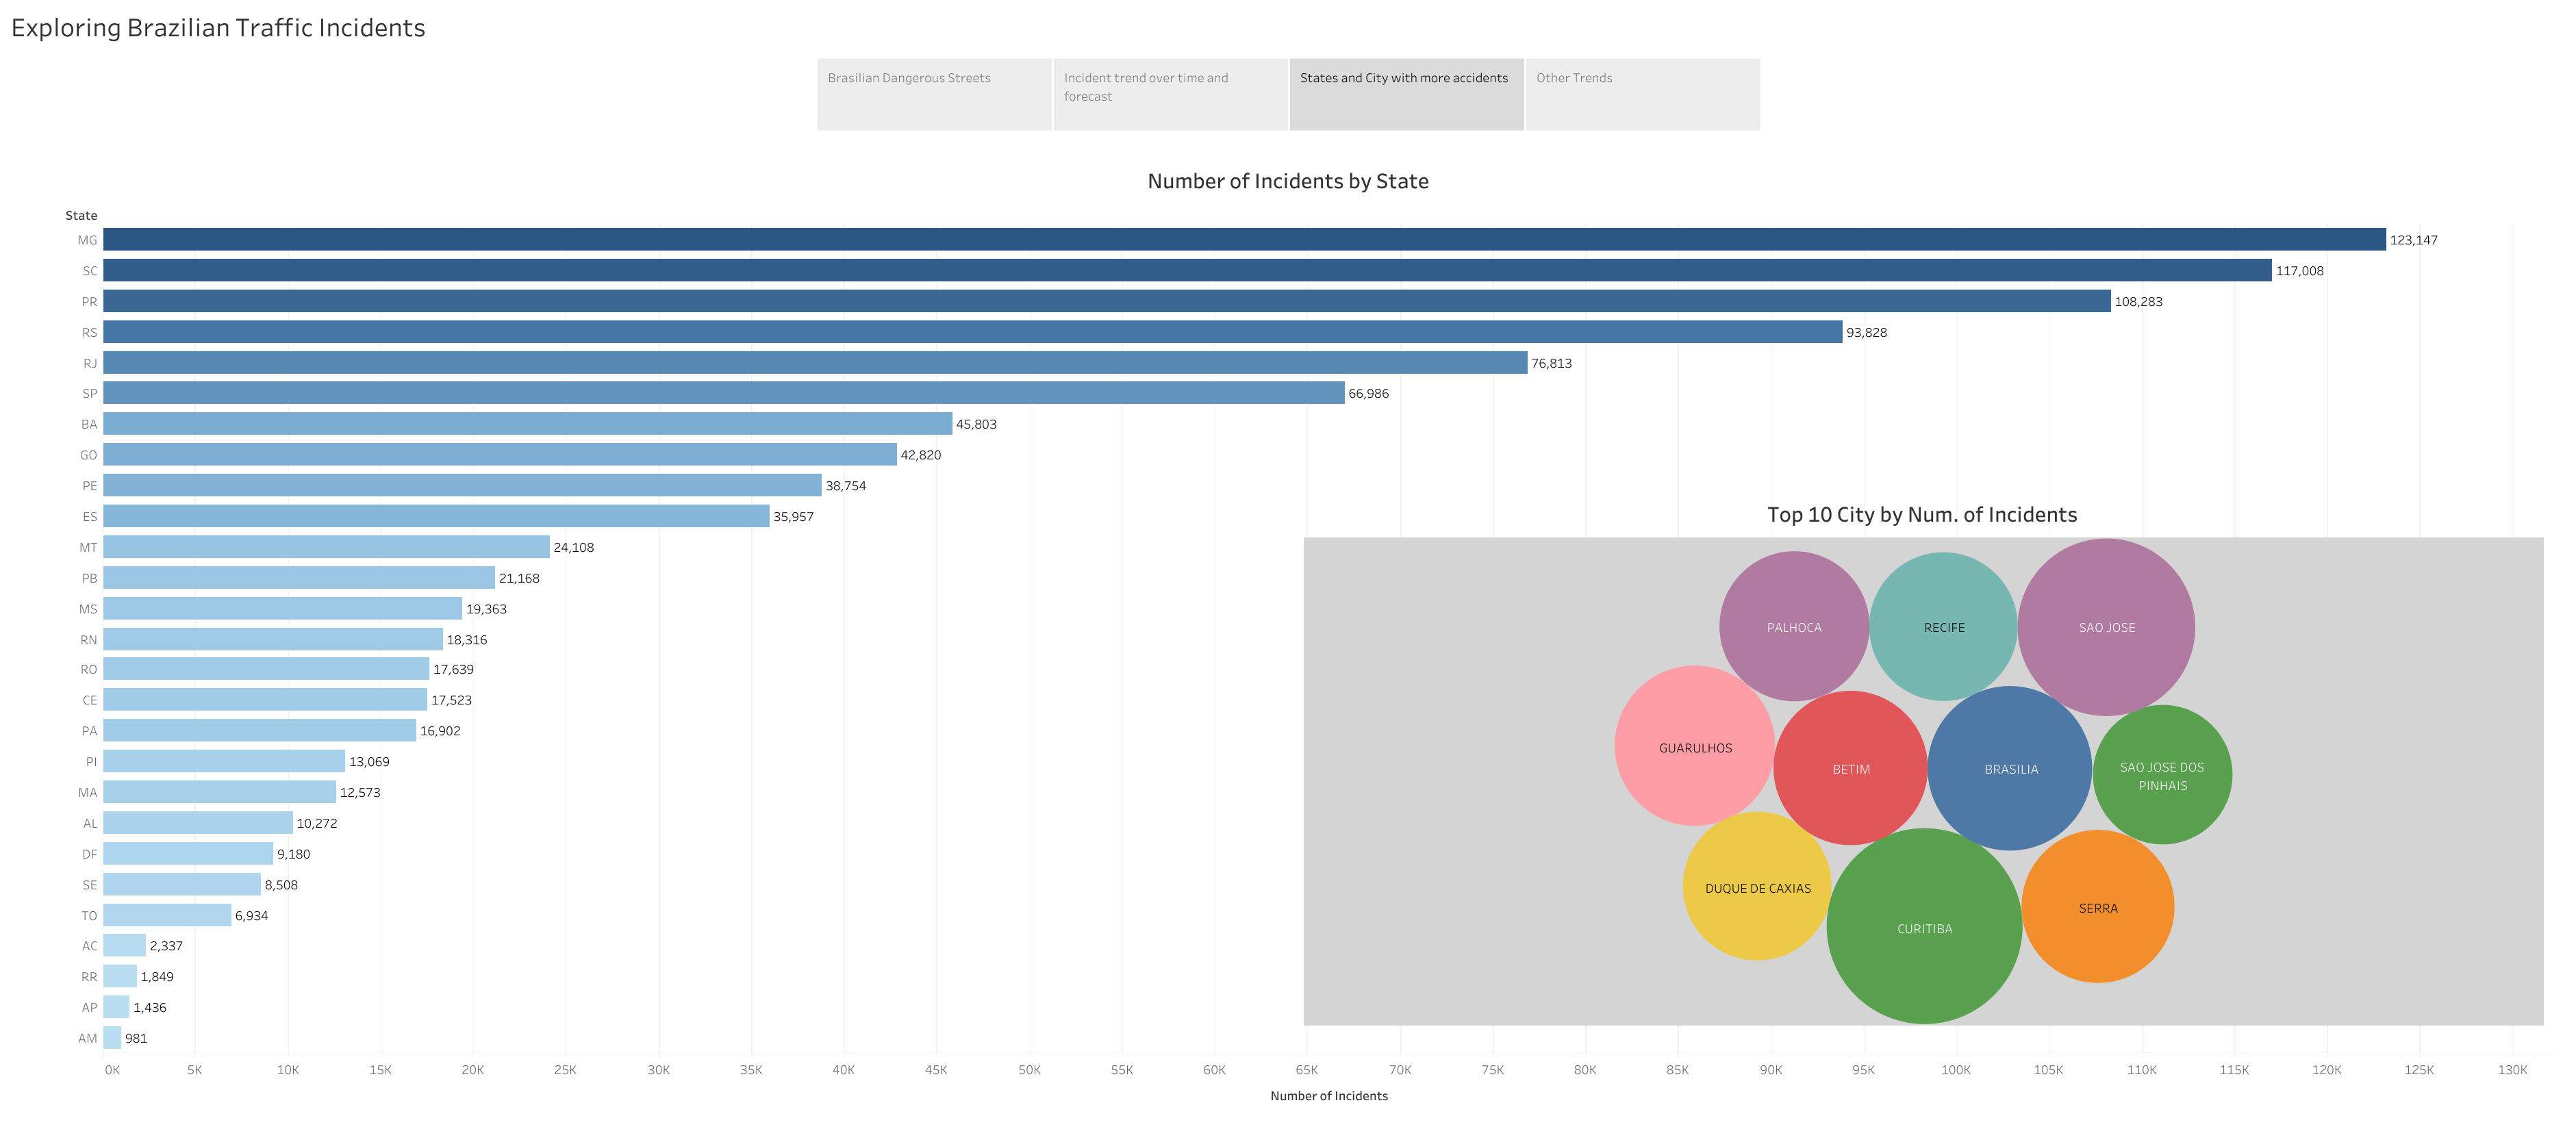 Exploring Brazilian Traffic Incidents
Brasilian Dangerous Streets
Incident trend over time and
forecast
States and City with more accidents
Other Trends
Number of Incidents by State
State
MG 123,147
SC 117,008
PR 108,283
RS 93,828
RJ 76,813
SP 66,986
BA 45,803
GO 42,820
PE 38,754
ES 35,957
MT 24,108
PB 21,168
MS 19,363
RN 18,316
RO 17,639
CE 17,523
PA 16,902
PI 13,069
MA 12,573
AL 10,272
DF 9,180
SE 8,508
TO 6,934
AC 2,337
RR 1,849
AP 1,436
AM 981
0K 5K 10K 15K 20K 25K 30K 35K 40K 45K 50K 55K 60K 65K 70K 75K 80K 85K 90K 95K 100K 105K 110K 115K 120K 125K 130K
Number of Incidents
Top 10 City by Num. of Incidents
PALHOCA
RECIFE
SAO JOSE
GUARULHOS
BETIM
BRASILIA
SAO JOSE DOS
PINHAIS
DUQUE DE CAXIAS
CURITIBA
SERRA